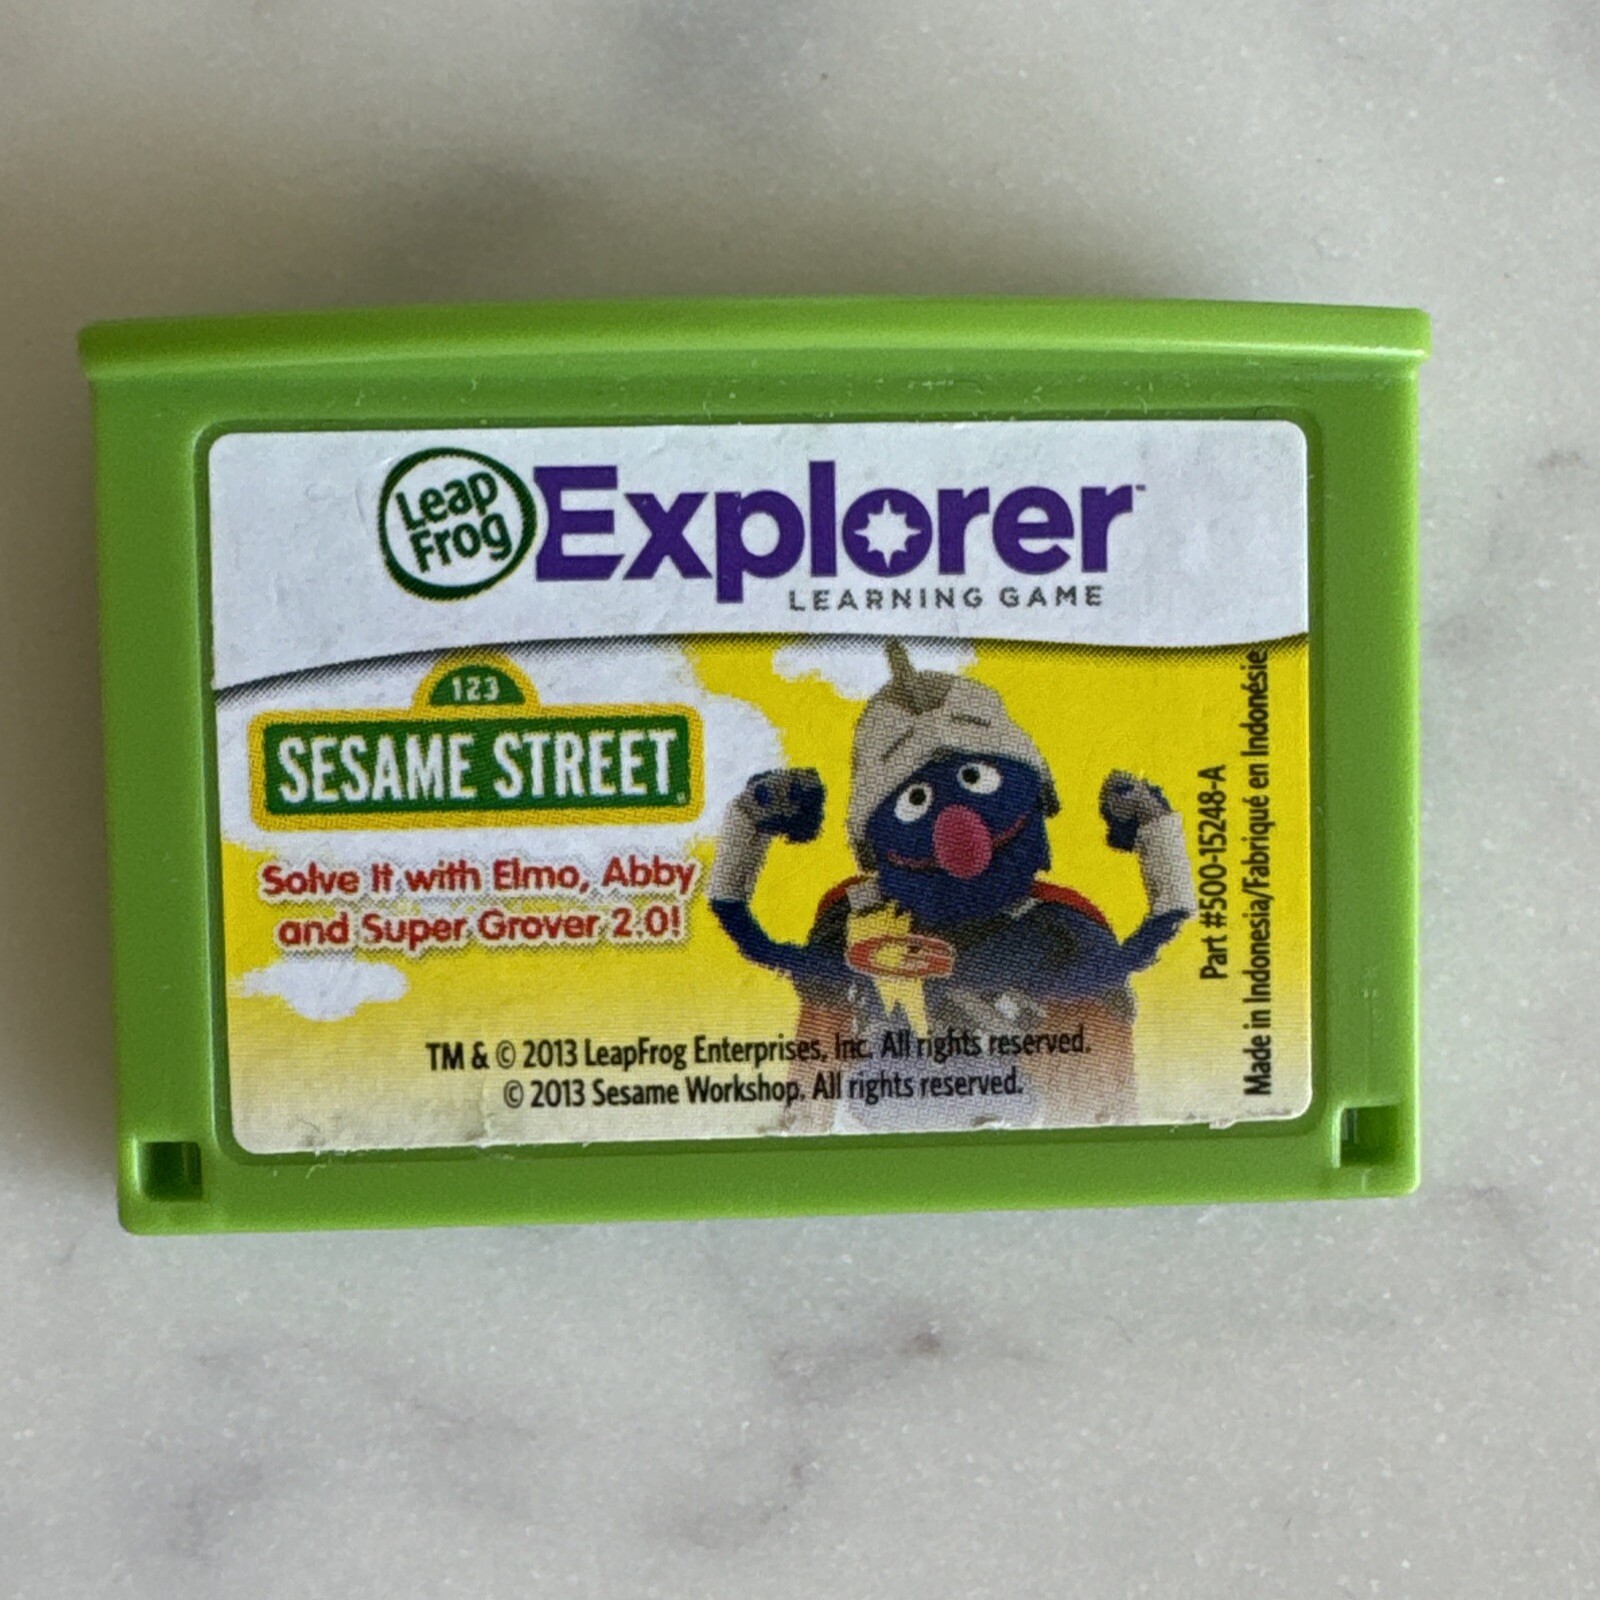 Leap
Frog
Explorer™
LEARNING GAME
123
SESAME STREET®
Solve It with Elmo, Abby
and Super Grover 2.0!
TM & © 2013 LeapFrog Enterprises, Inc. All rights reserved.
© 2013 Sesame Workshop. All rights reserved.
Part #500-15248-A
Made in Indonesia/Fabriqué en Indonésie